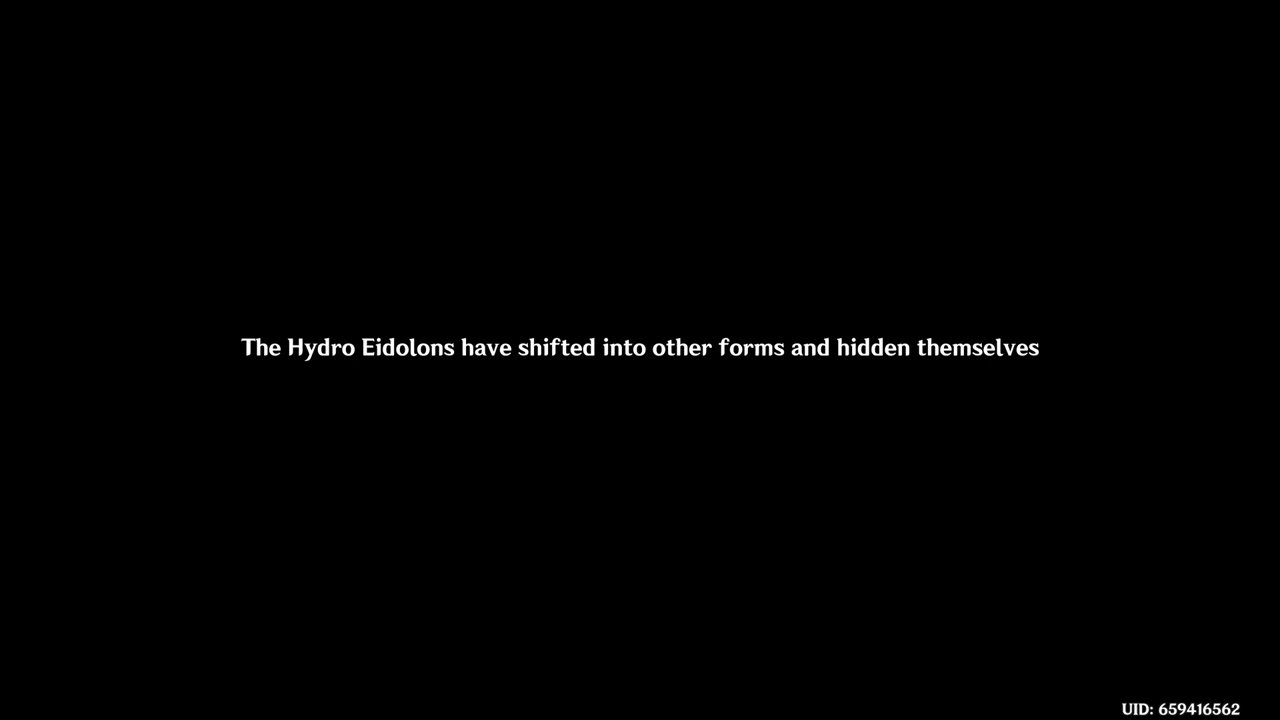 The Hydro Eidolons have shifted into other forms and hidden themselves
UID: 659416562